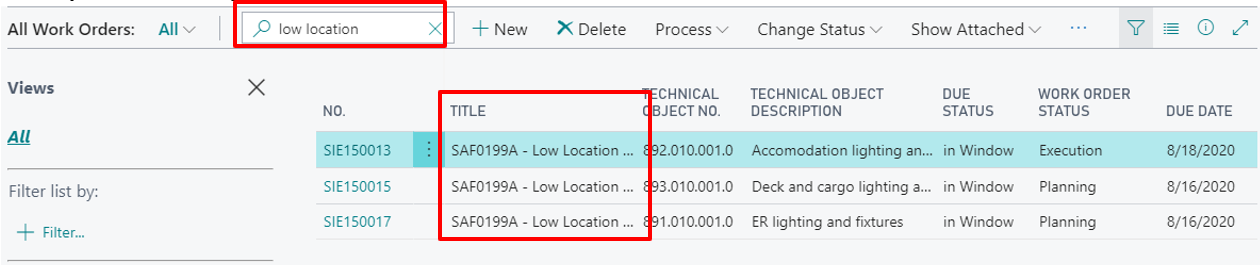 All Work Orders: All low location New Delete Process Change Status Show Attached ...
Views
All
Filter list by:
Filter...
NO. TITLE TECHNICAL OBJECT NO. TECHNICAL OBJECT DESCRIPTION DUE STATUS WORK ORDER STATUS DUE DATE
SIE150013 SAF0199A - Low Location ... 892.010.001.0 Accomodation lighting an... in Window Execution 8/18/2020
SIE150015 SAF0199A - Low Location ... 893.010.001.0 Deck and cargo lighting a... in Window Planning 8/16/2020
SIE150017 SAF0199A - Low Location ... 891.010.001.0 ER lighting and fixtures in Window Planning 8/16/2020